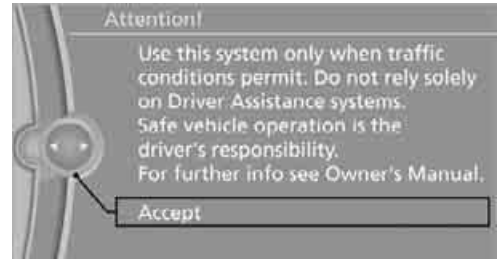 Attention!
Use this system only when traffic
conditions permit. Do not rely solely
on Driver Assistance systems.
Safe vehicle operation is the
driver's responsibility.
For further info see Owner's Manual.
Accept